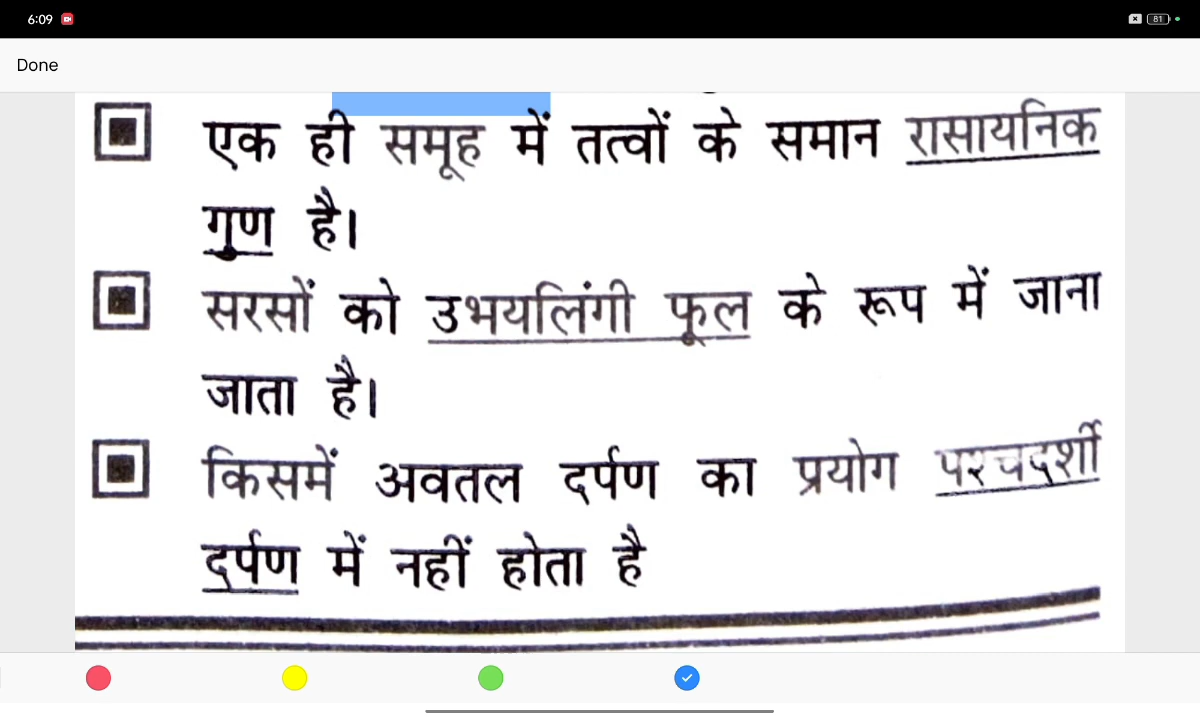 6:09
81
Done
एक ही समूह में तत्वों के समान रासायनिक
गुण है।
सरसों को उभयलिंगी फूल के रूप में जाना
जाता है।
किसमें अवतल दर्पण का प्रयोग परचदर्शी
दर्पण में नहीं होता है